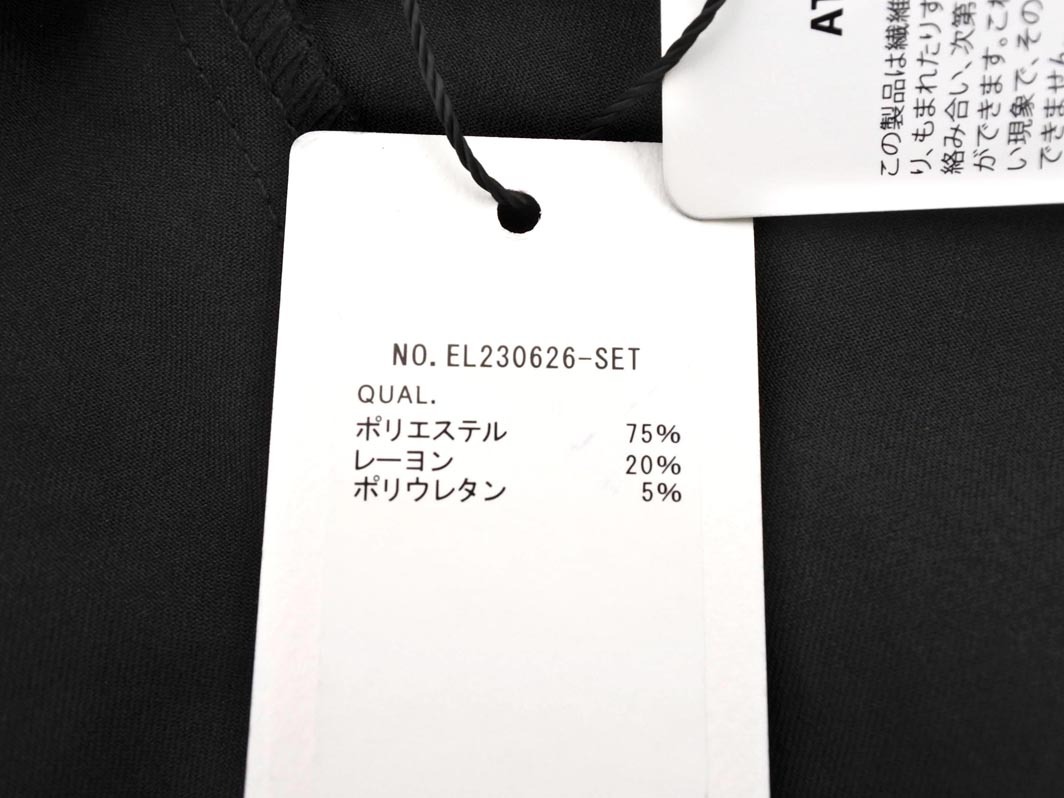 NO. EL230626-SET
QUAL.
ポリエステル 75%
レーヨン 20%
ポリウレタン 5%
AT
この製品は繊維
り、もまれたりす
絡み合い、次第
ができます。これ
い現象で、その
できません